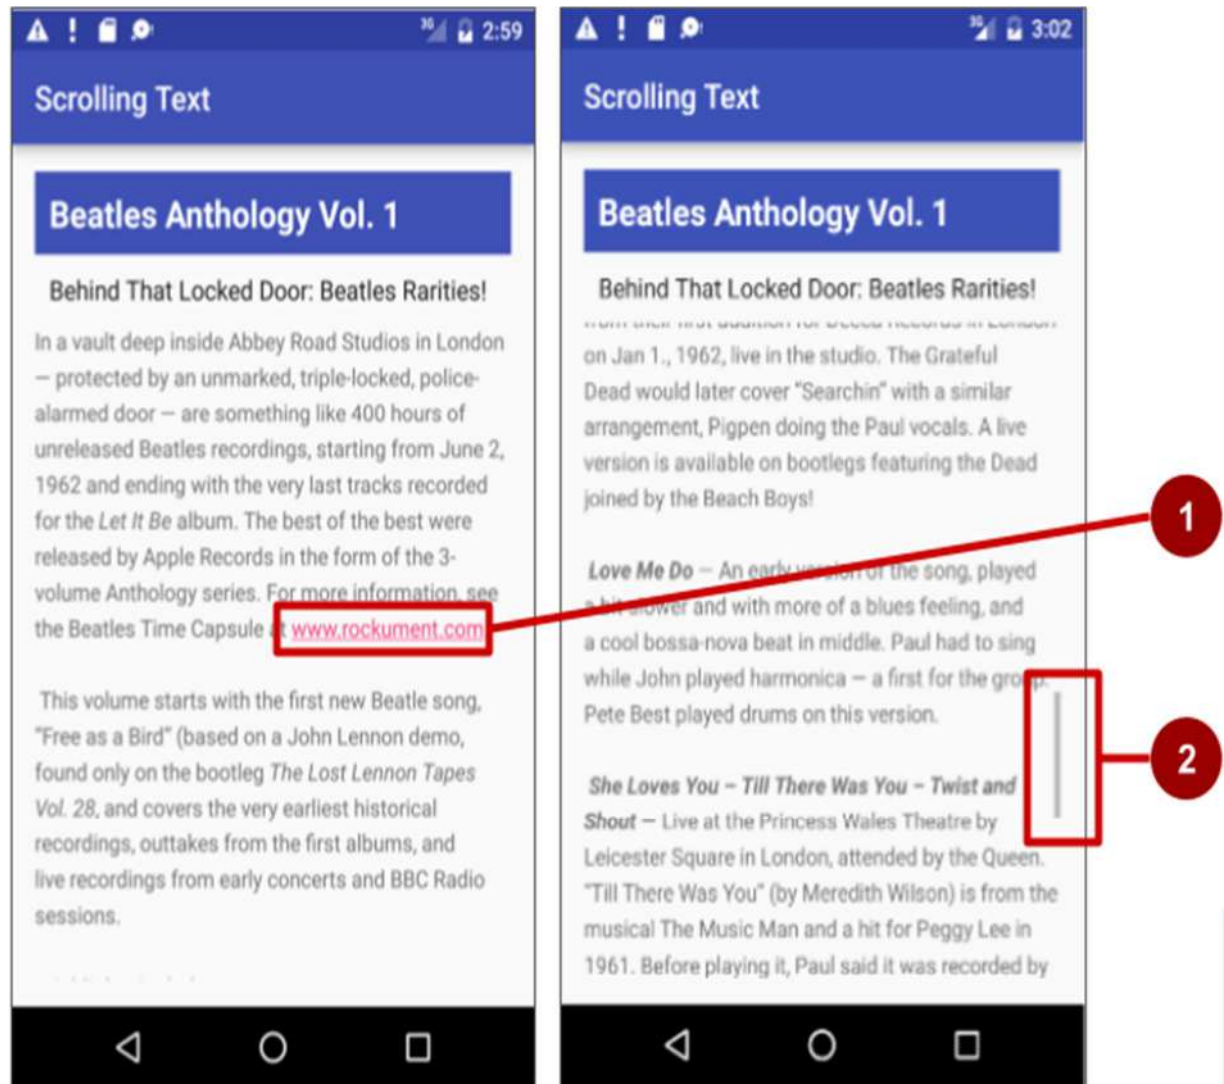 3G 2:59
Scrolling Text
Beatles Anthology Vol. 1
Behind That Locked Door: Beatles Rarities!
In a vault deep inside Abbey Road Studios in London
— protected by an unmarked, triple-locked, police-
alarmed door — are something like 400 hours of
unreleased Beatles recordings, starting from June 2,
1962 and ending with the very last tracks recorded
for the Let It Be album. The best of the best were
released by Apple Records in the form of the 3-
volume Anthology series. For more information, see
the Beatles Time Capsule at www.rockument.com
This volume starts with the first new Beatle song,
"Free as a Bird" (based on a John Lennon demo,
found only on the bootleg The Lost Lennon Tapes
Vol. 28, and covers the very earliest historical
recordings, outtakes from the first albums, and
live recordings from early concerts and BBC Radio
sessions.
3G 3:02
Scrolling Text
Beatles Anthology Vol. 1
Behind That Locked Door: Beatles Rarities!
on Jan 1., 1962, live in the studio. The Grateful
Dead would later cover "Searchin" with a similar
arrangement, Pigpen doing the Paul vocals. A live
version is available on bootlegs featuring the Dead
joined by the Beach Boys!
Love Me Do — An early version of the song, played
a bit slower and with more of a blues feeling, and
a cool bossa-nova beat in middle. Paul had to sing
while John played harmonica — a first for the group.
Pete Best played drums on this version.
She Loves You – Till There Was You – Twist and
Shout — Live at the Princess Wales Theatre by
Leicester Square in London, attended by the Queen.
"Till There Was You" (by Meredith Wilson) is from the
musical The Music Man and a hit for Peggy Lee in
1961. Before playing it, Paul said it was recorded by
1
2